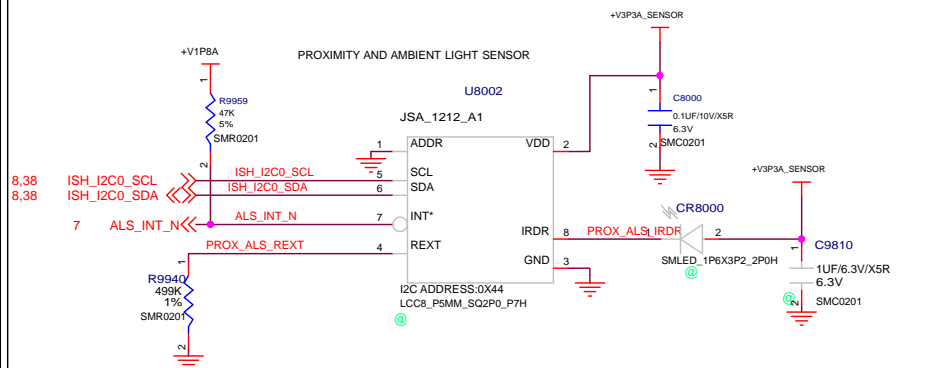 +V3P3A_SENSOR
+V1P8A
PROXIMITY AND AMBIENT LIGHT SENSOR
U8002
JSA_1212_A1
1
R9959
47K
5%
SMR0201
2
1
C8000
0.1UF/10V/X5R
6.3V
2
SMC0201
1 ADDR
VDD 2
8,38 ISH_I2C0_SCL
ISH_I2C0_SCL 5 SCL
8,38 ISH_I2C0_SDA
ISH_I2C0_SDA 6 SDA
7 ALS_INT_N
ALS_INT_N 7 INT*
PROX_ALS_REXT 4 REXT
IRDR 8 PROX_ALS_IRDR
GND 3
+V3P3A_SENSOR
CR8000
1
2
SMLED_1P6X3P2_2P0H
@
1
C9810
1UF/6.3V/X5R
6.3V
@
2
SMC0201
1
R9940
499K
1%
SMR0201
2
I2C ADDRESS:0X44
LCC8_P5MM_SQ2P0_P7H
@